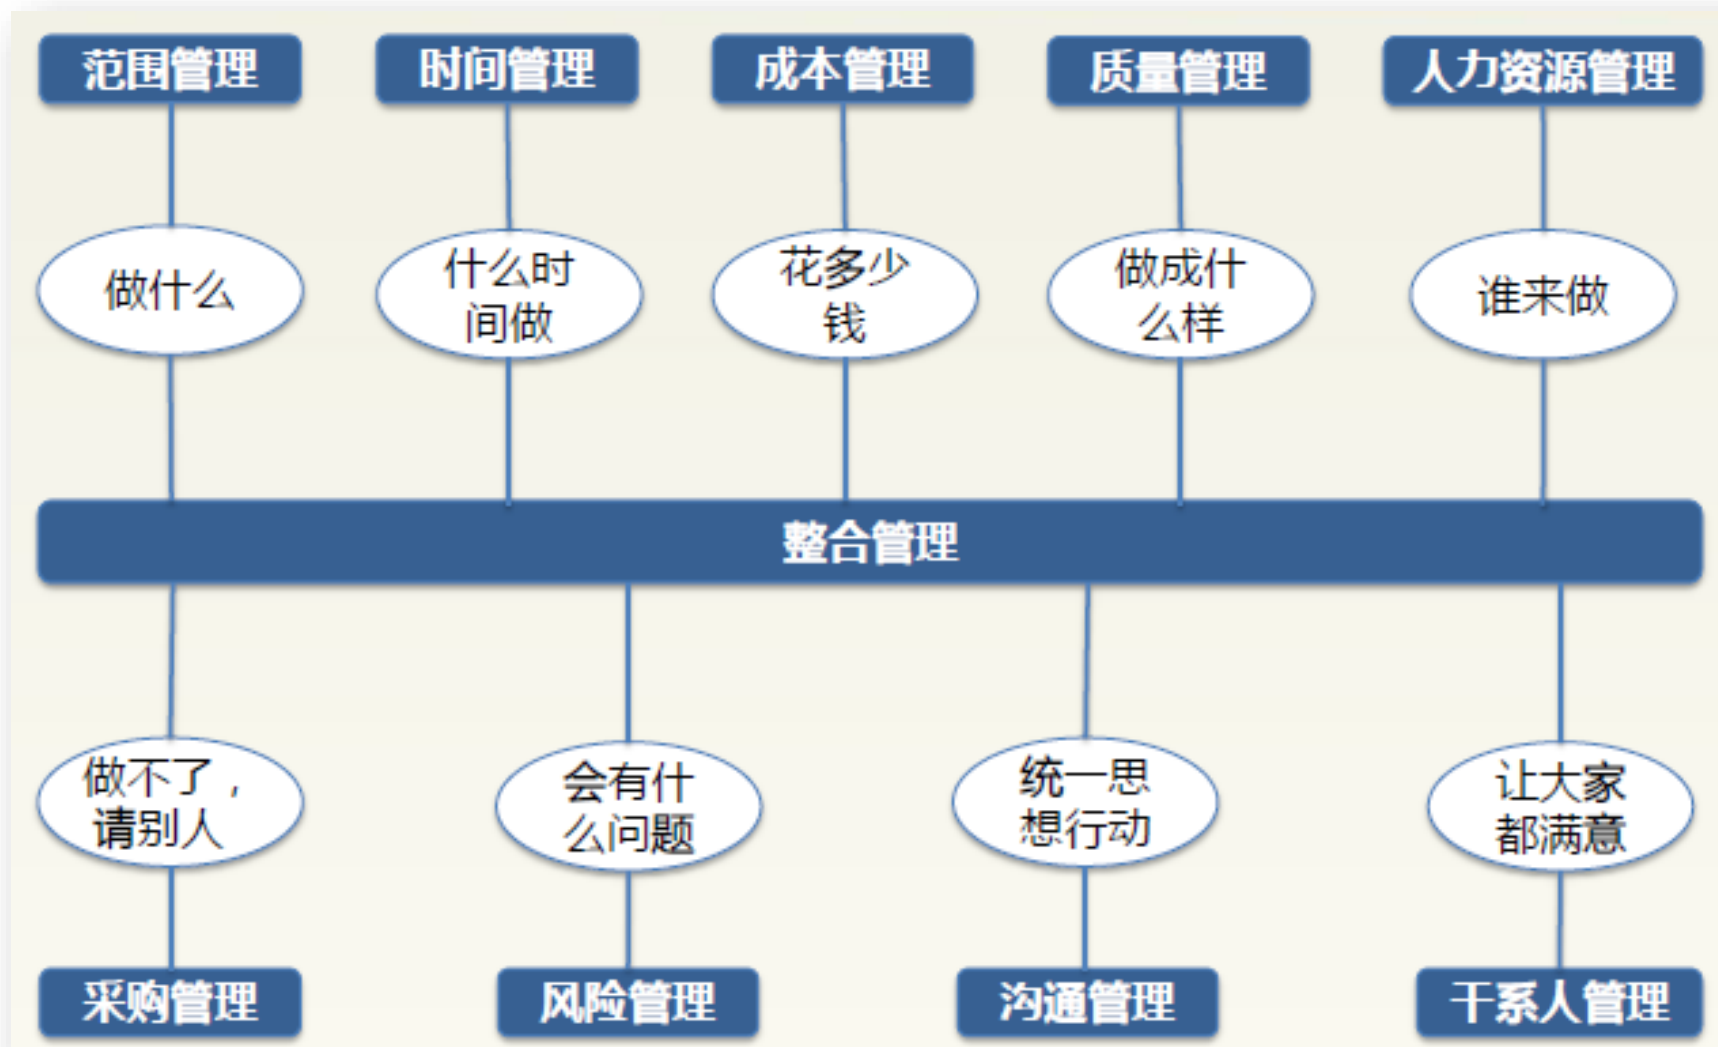 范围管理
时间管理
成本管理
质量管理
人力资源管理
做什么
什么时
间做
花多少
钱
做成什
么样
谁来做
整合管理
做不了，
请别人
会有什
么问题
统一思
想行动
让大家
都满意
采购管理
风险管理
沟通管理
干系人管理